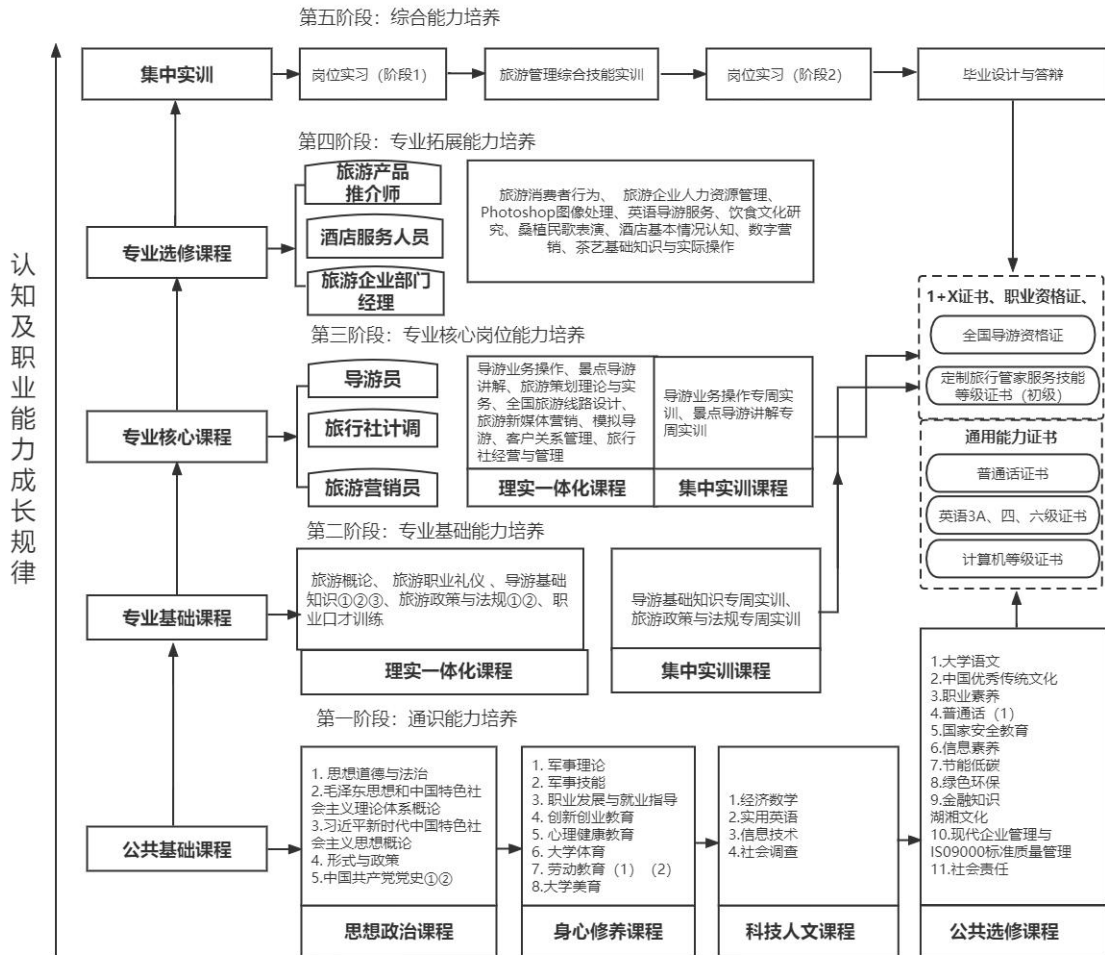 第五阶段：综合能力培养
集中实训
岗位实习（阶段1）
旅游管理综合技能实训
岗位实习（阶段2）
毕业设计与答辩
第四阶段：专业拓展能力培养
旅游产品
推介师
酒店服务人员
旅游企业部门
经理
专业选修课程
旅游消费者行为、 旅游企业人力资源管理、
Photoshop图像处理、英语导游服务、饮食文化研
究、桑植民歌表演、酒店基本情况认知、数字营
销、茶艺基础知识与实际操作
认
知
及
职
业
能
力
成
长
规
律
1+X证书、职业资格证、
全国导游资格证
定制旅行管家服务技能
等级证书（初级）
通用能力证书
普通话证书
英语3A、四、六级证书
计算机等级证书
第三阶段：专业核心岗位能力培养
专业核心课程
导游员
旅行社计调
旅游营销员
导游业务操作、景点导游
讲解、旅游策划理论与实
务、全国旅游线路设计、
旅游新媒体营销、模拟导
游、客户关系管理、旅行
社经营与管理
理实一体化课程
导游业务操作专周实
训、景点导游讲解专
周实训
集中实训课程
第二阶段：专业基础能力培养
专业基础课程
旅游概论、 旅游职业礼仪 、导游基础
知识①②③、旅游政策与法规①②、职
业口才训练
理实一体化课程
导游基础知识专周实训、
旅游政策与法规专周实训
集中实训课程
第一阶段：通识能力培养
公共基础课程
1. 思想道德与法治
2.毛泽东思想和中国特色社
会主义理论体系概论
3.习近平新时代中国特色社
会主义思想概论
4. 形式与政策
5.中国共产党党史①②
思想政治课程
1. 军事理论
2. 军事技能
3. 职业发展与就业指导
4. 创新创业教育
5. 心理健康教育
6. 大学体育
7. 劳动教育（1）（2）
8.大学美育
身心修养课程
1.经济数学
2.实用英语
3.信息技术
4.社会调查
科技人文课程
1.大学语文
2.中国优秀传统文化
3.职业素养
4.普通话（1）
5.国家安全教育
6.信息素养
7.节能低碳
8.绿色环保
9.金融知识
湖湘文化
10.现代企业管理与
IS09000标准质量管理
11.社会责任
公共选修课程